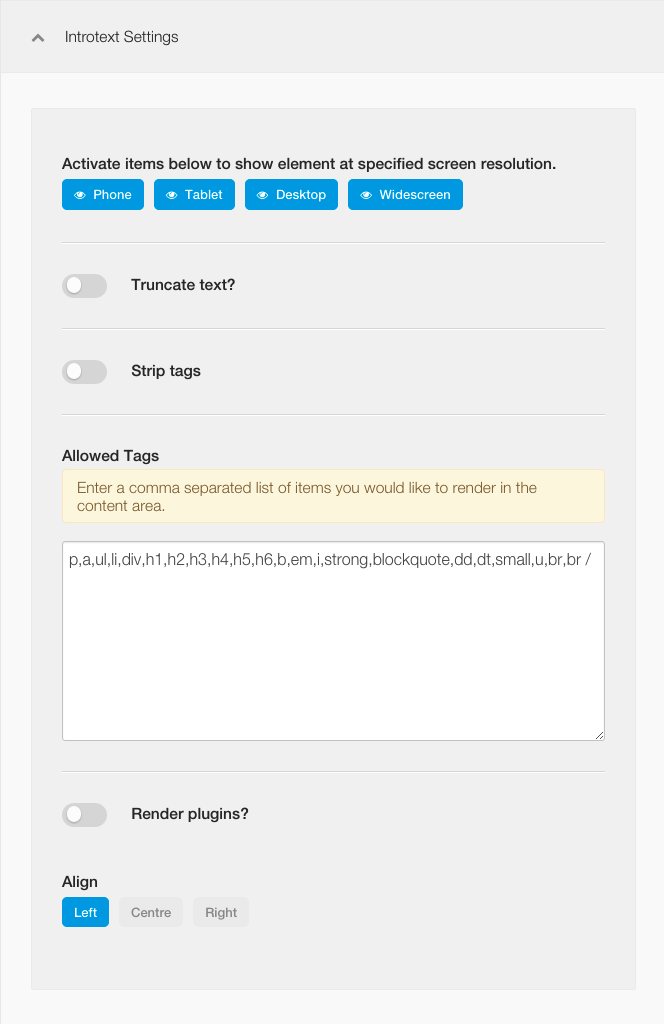 Introtext Settings
Activate items below to show element at specified screen resolution.
Phone Tablet Desktop Widescreen
Truncate text?
Strip tags
Allowed Tags
Enter a comma separated list of items you would like to render in the
content area.
p,a,ul,li,div,h1,h2,h3,h4,h5,h6,b,em,i,strong,blockquote,dd,dt,small,u,br,br /
Render plugins?
Align
Left Centre Right